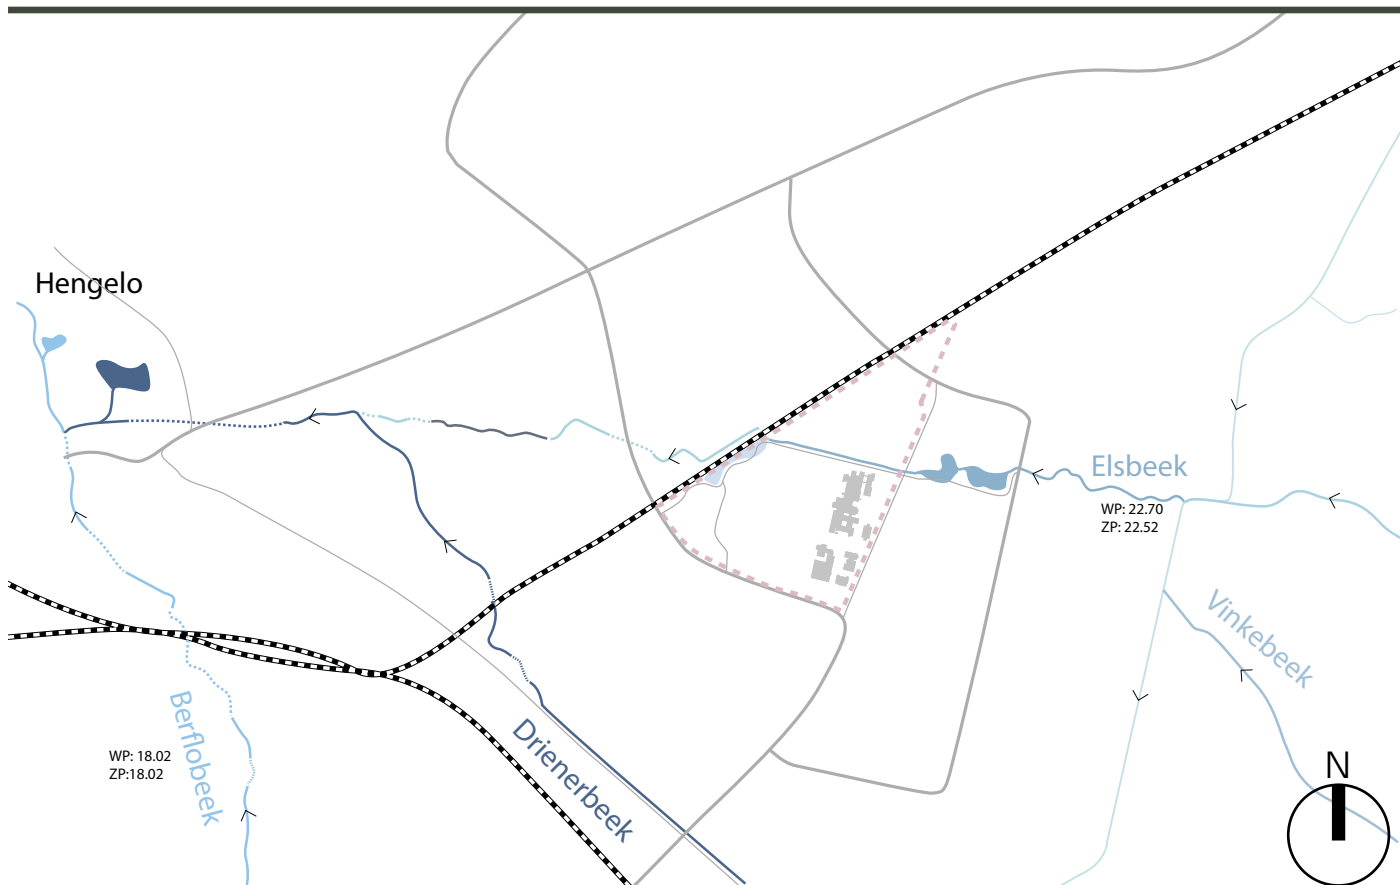 Hengelo
Elsbeek
WP: 22.70
ZP: 22.52
Vinkebeek
Berflobeek
WP: 18.02
ZP:18.02
Drienerbeek
N